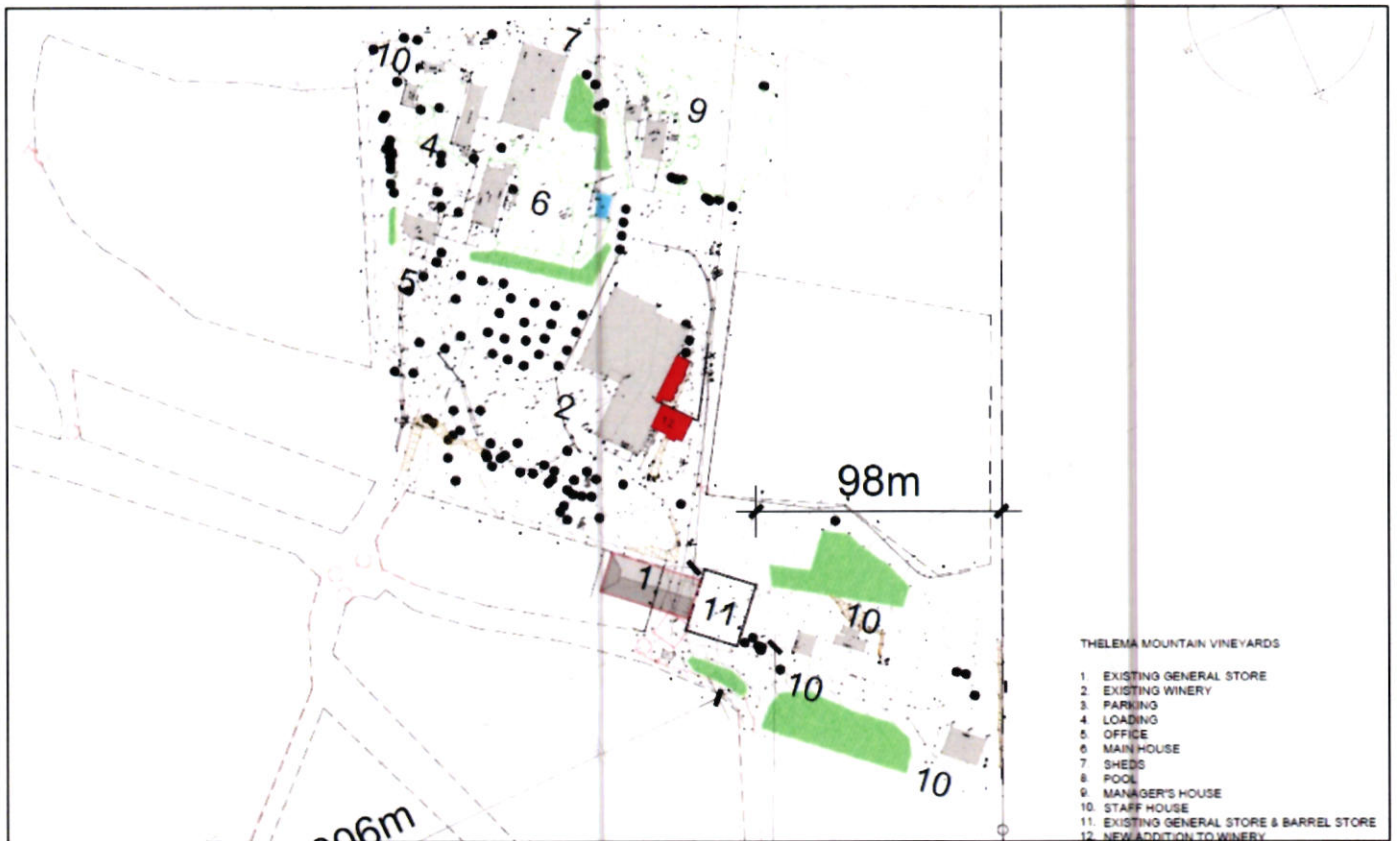 10
7
9
4
6
5
2
12
98m
1
11
10
10
10
THELEMA MOUNTAIN VINEYARDS
1. EXISTING GENERAL STORE
2. EXISTING WINERY
3. PARKING
4. LOADING
5. OFFICE
6. MAIN HOUSE
7. SHEDS
8. POOL
9. MANAGER'S HOUSE
10. STAFF HOUSE
11. EXISTING GENERAL STORE & BARREL STORE
12. NEW ADDITION TO WINERY